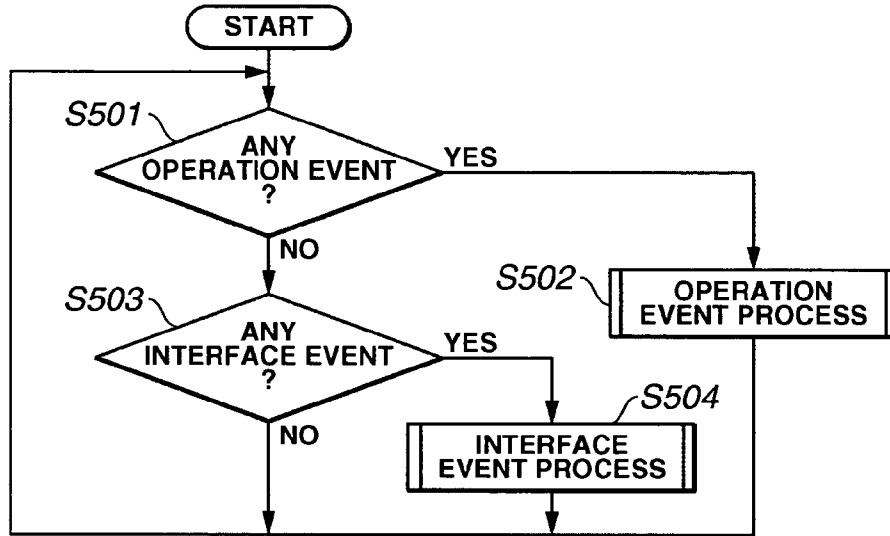 START
S501
ANY
OPERATION EVENT
?
YES
NO
S502
OPERATION
EVENT PROCESS
S503
ANY
INTERFACE EVENT
?
YES
NO
S504
INTERFACE
EVENT PROCESS